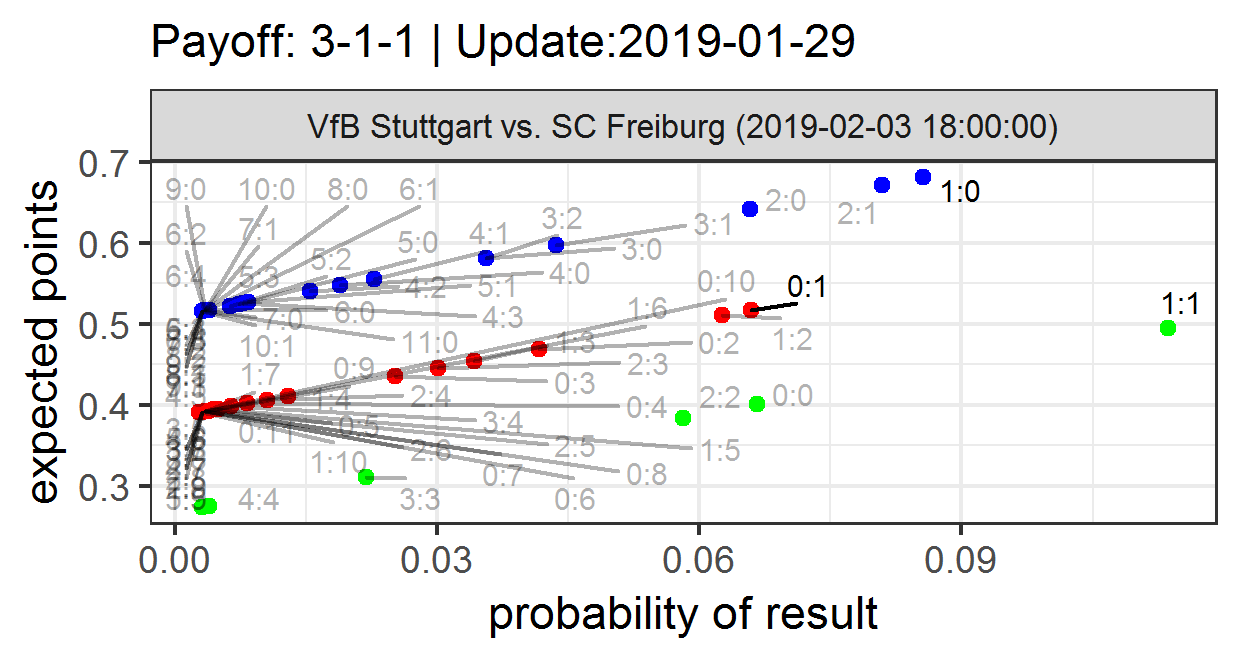 Payoff: 3-1-1 | Update:2019-01-29
VfB Stuttgart vs. SC Freiburg (2019-02-03 18:00:00)
0.7
0.6
0.5
0.4
0.3
expected points
9:0 10:0 8:0 6:1
2:0 1:0
6:2 7:1 4:1 3:2 3:1 2:1
5:2 5:0 3:0
6:4 5:3 4:2 5:1 4:0 0:10 0:1
7:0 6:0 4:3 1:6 1:1
10:1 11:0 1:3 0:2 1:2
1:7 0:9 0:3 2:3
1:4 2:4 0:4 2:2 0:0
0:11 0:5 3:4
1:10 2:6 2:5 1:5
0:7 0:8
4:4 3:3 0:6
0.00 0.03 0.06 0.09
probability of result